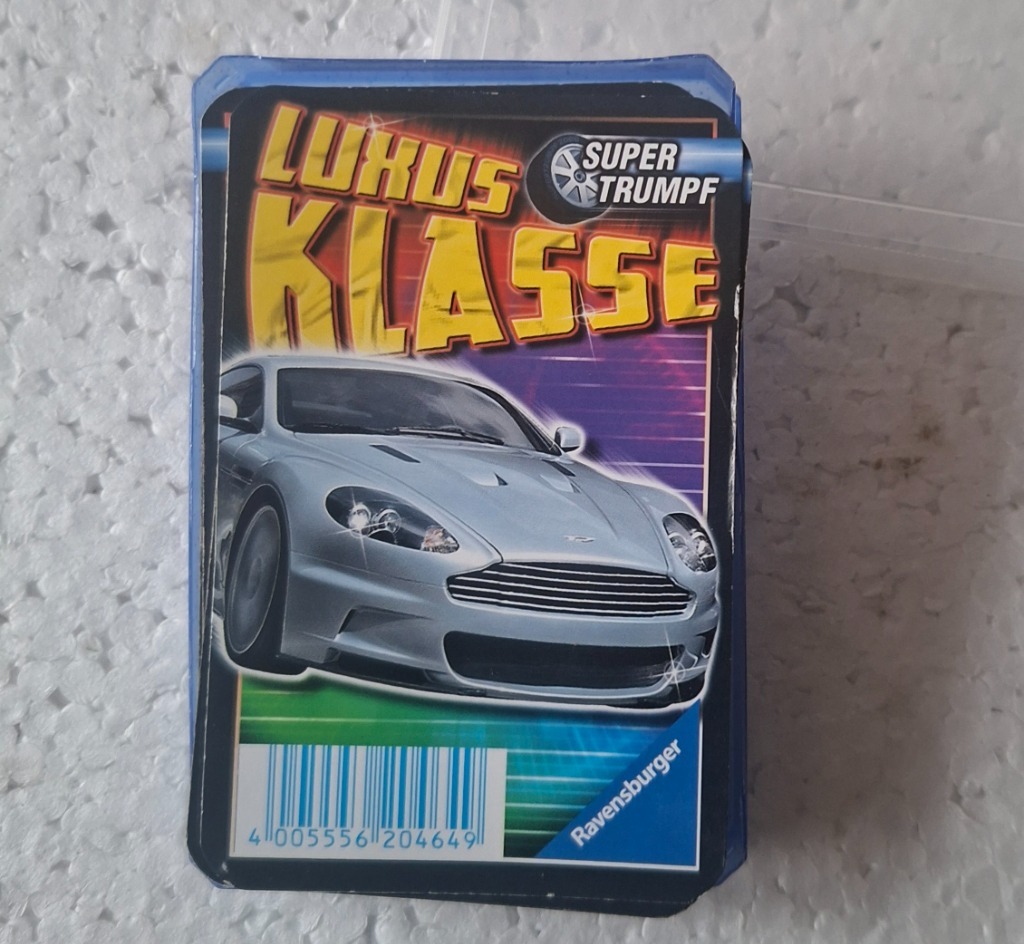 LUXUS
KLASSE
SUPER
TRUMPF
Ravensburger
4 005556 204649